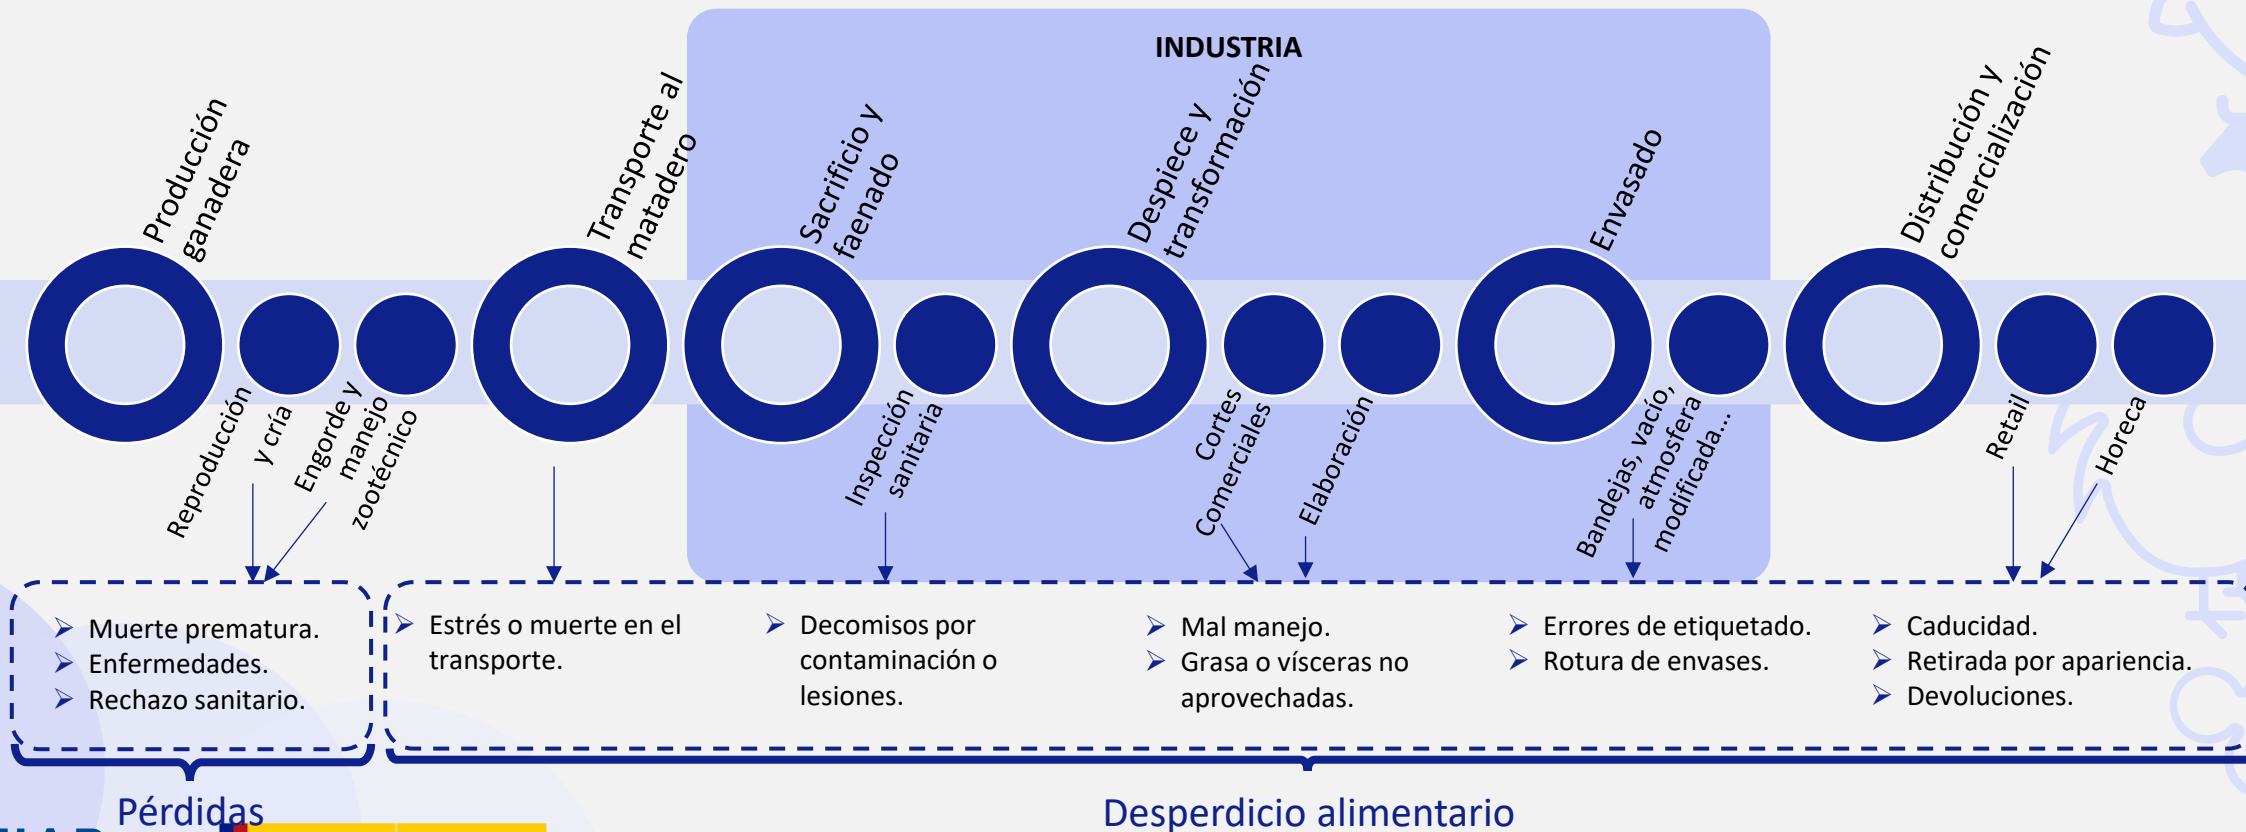 INDUSTRIA
Producción
ganadera
Transporte al
matadero
Sacrificio y
faenado
Despiece y
transformación
Envasado
Distribución y
comercialización
Reproducción
y cría
Engorde y
manejo
zootécnico
Inspección
sanitaria
Cortes
Comerciales
Elaboración
Bandejas, vacío,
atmosfera
modificada...
Retail
Horeca
Muerte prematura.
Enfermedades.
Rechazo sanitario.
Estrés o muerte en el
transporte.
Decomisos por
contaminación o
lesiones.
Mal manejo.
Grasa o vísceras no
aprovechadas.
Errores de etiquetado.
Rotura de envases.
Caducidad.
Retirada por apariencia.
Devoluciones.
Pérdidas
Desperdicio alimentario